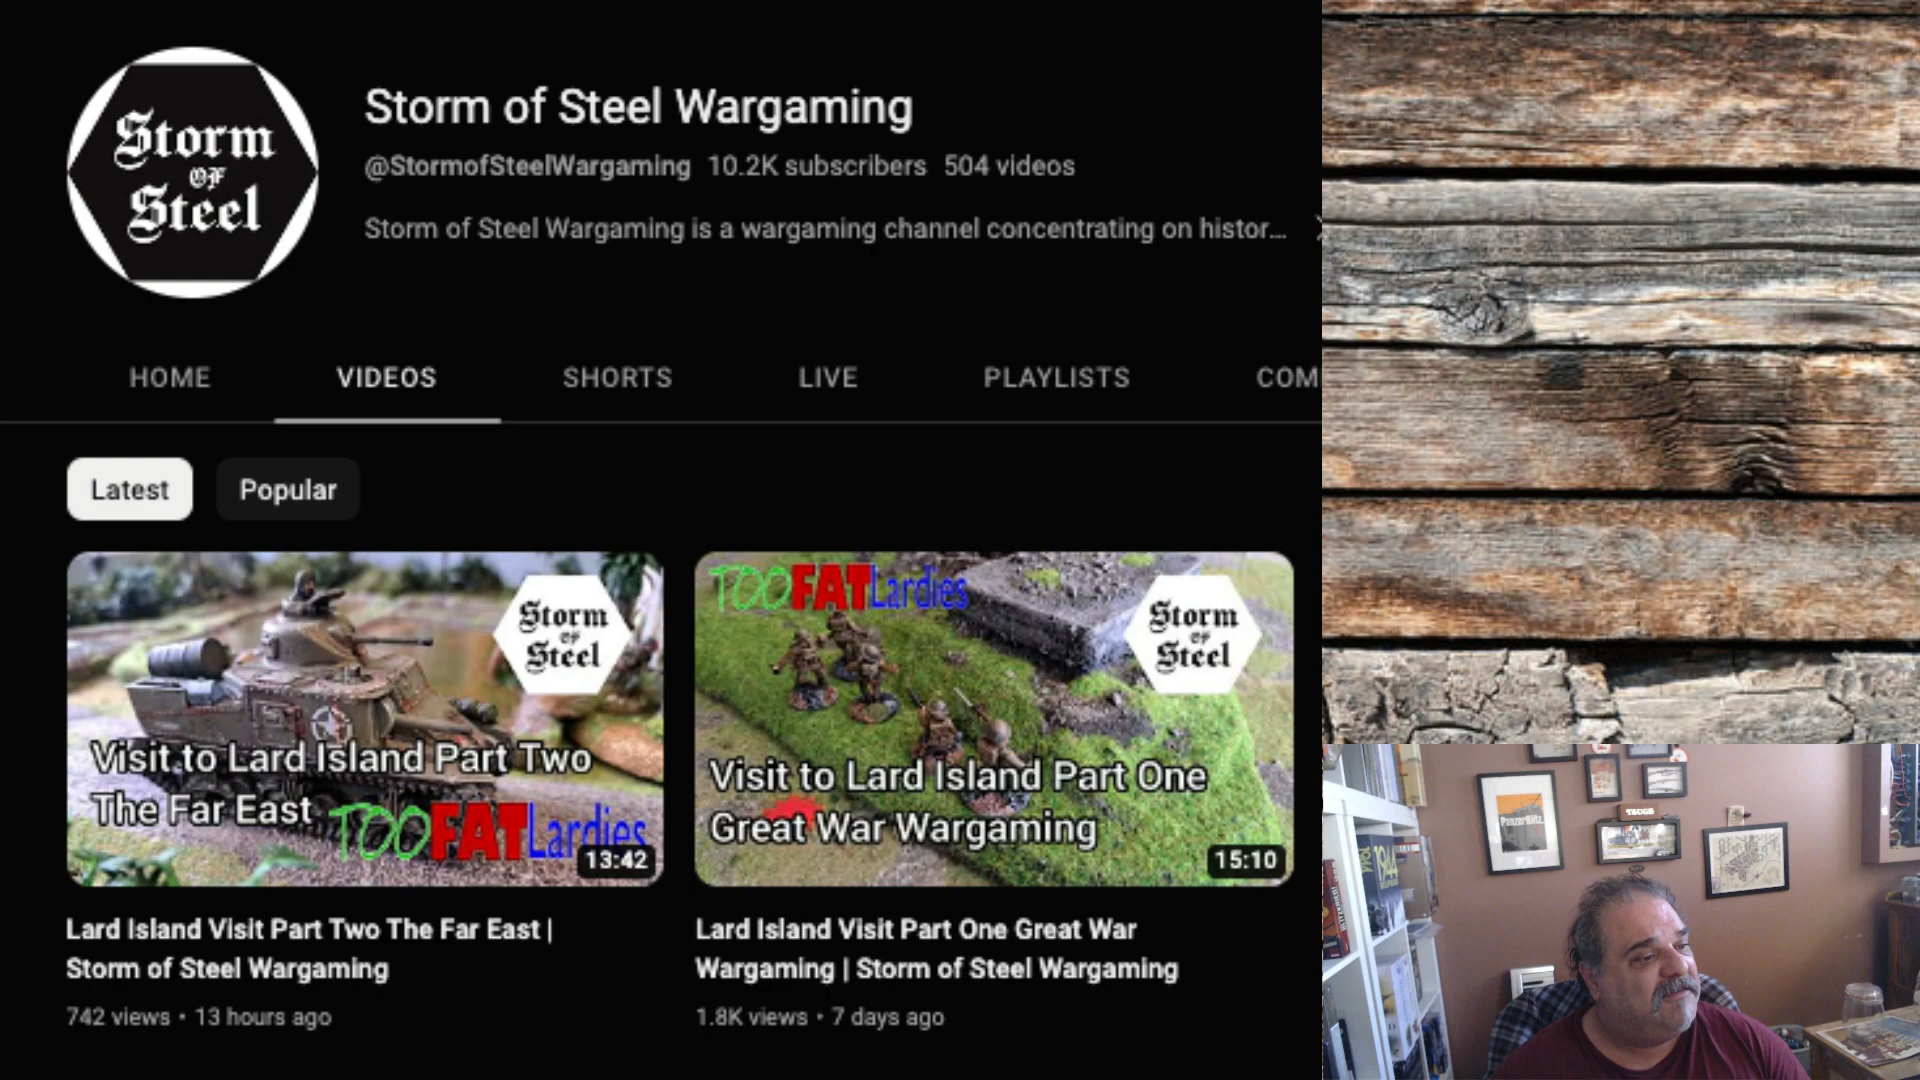 Storm
OF
Steel
Storm of Steel Wargaming
@StormofSteelWargaming 10.2K subscribers 504 videos
Storm of Steel Wargaming is a wargaming channel concentrating on histor...
HOME VIDEOS SHORTS LIVE PLAYLISTS COM
Latest Popular
Storm
OF
Steel
Visit to Lard Island Part Two
The Far East
TOOFATLardies
13:42
TOOFATLardies
Storm
OF
Steel
Visit to Lard Island Part One
Great War Wargaming
15:10
Lard Island Visit Part Two The Far East |
Storm of Steel Wargaming
742 views • 13 hours ago
Lard Island Visit Part One Great War
Wargaming | Storm of Steel Wargaming
1.8K views • 7 days ago
PanzerBlitz
TSUGB
1944